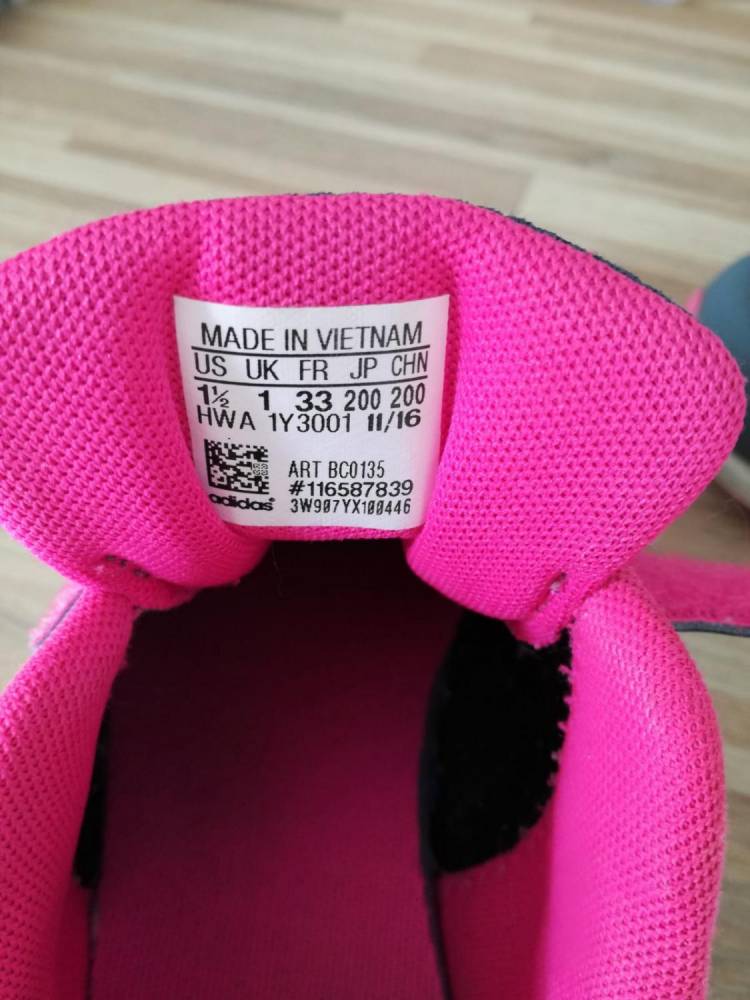 MADE IN VIETNAM
US UK FR JP CHN
1½ 1 33 200 200
HWA 1Y3001 11/16
ART BC0135
#116587839
adidas® 3W907YX100446